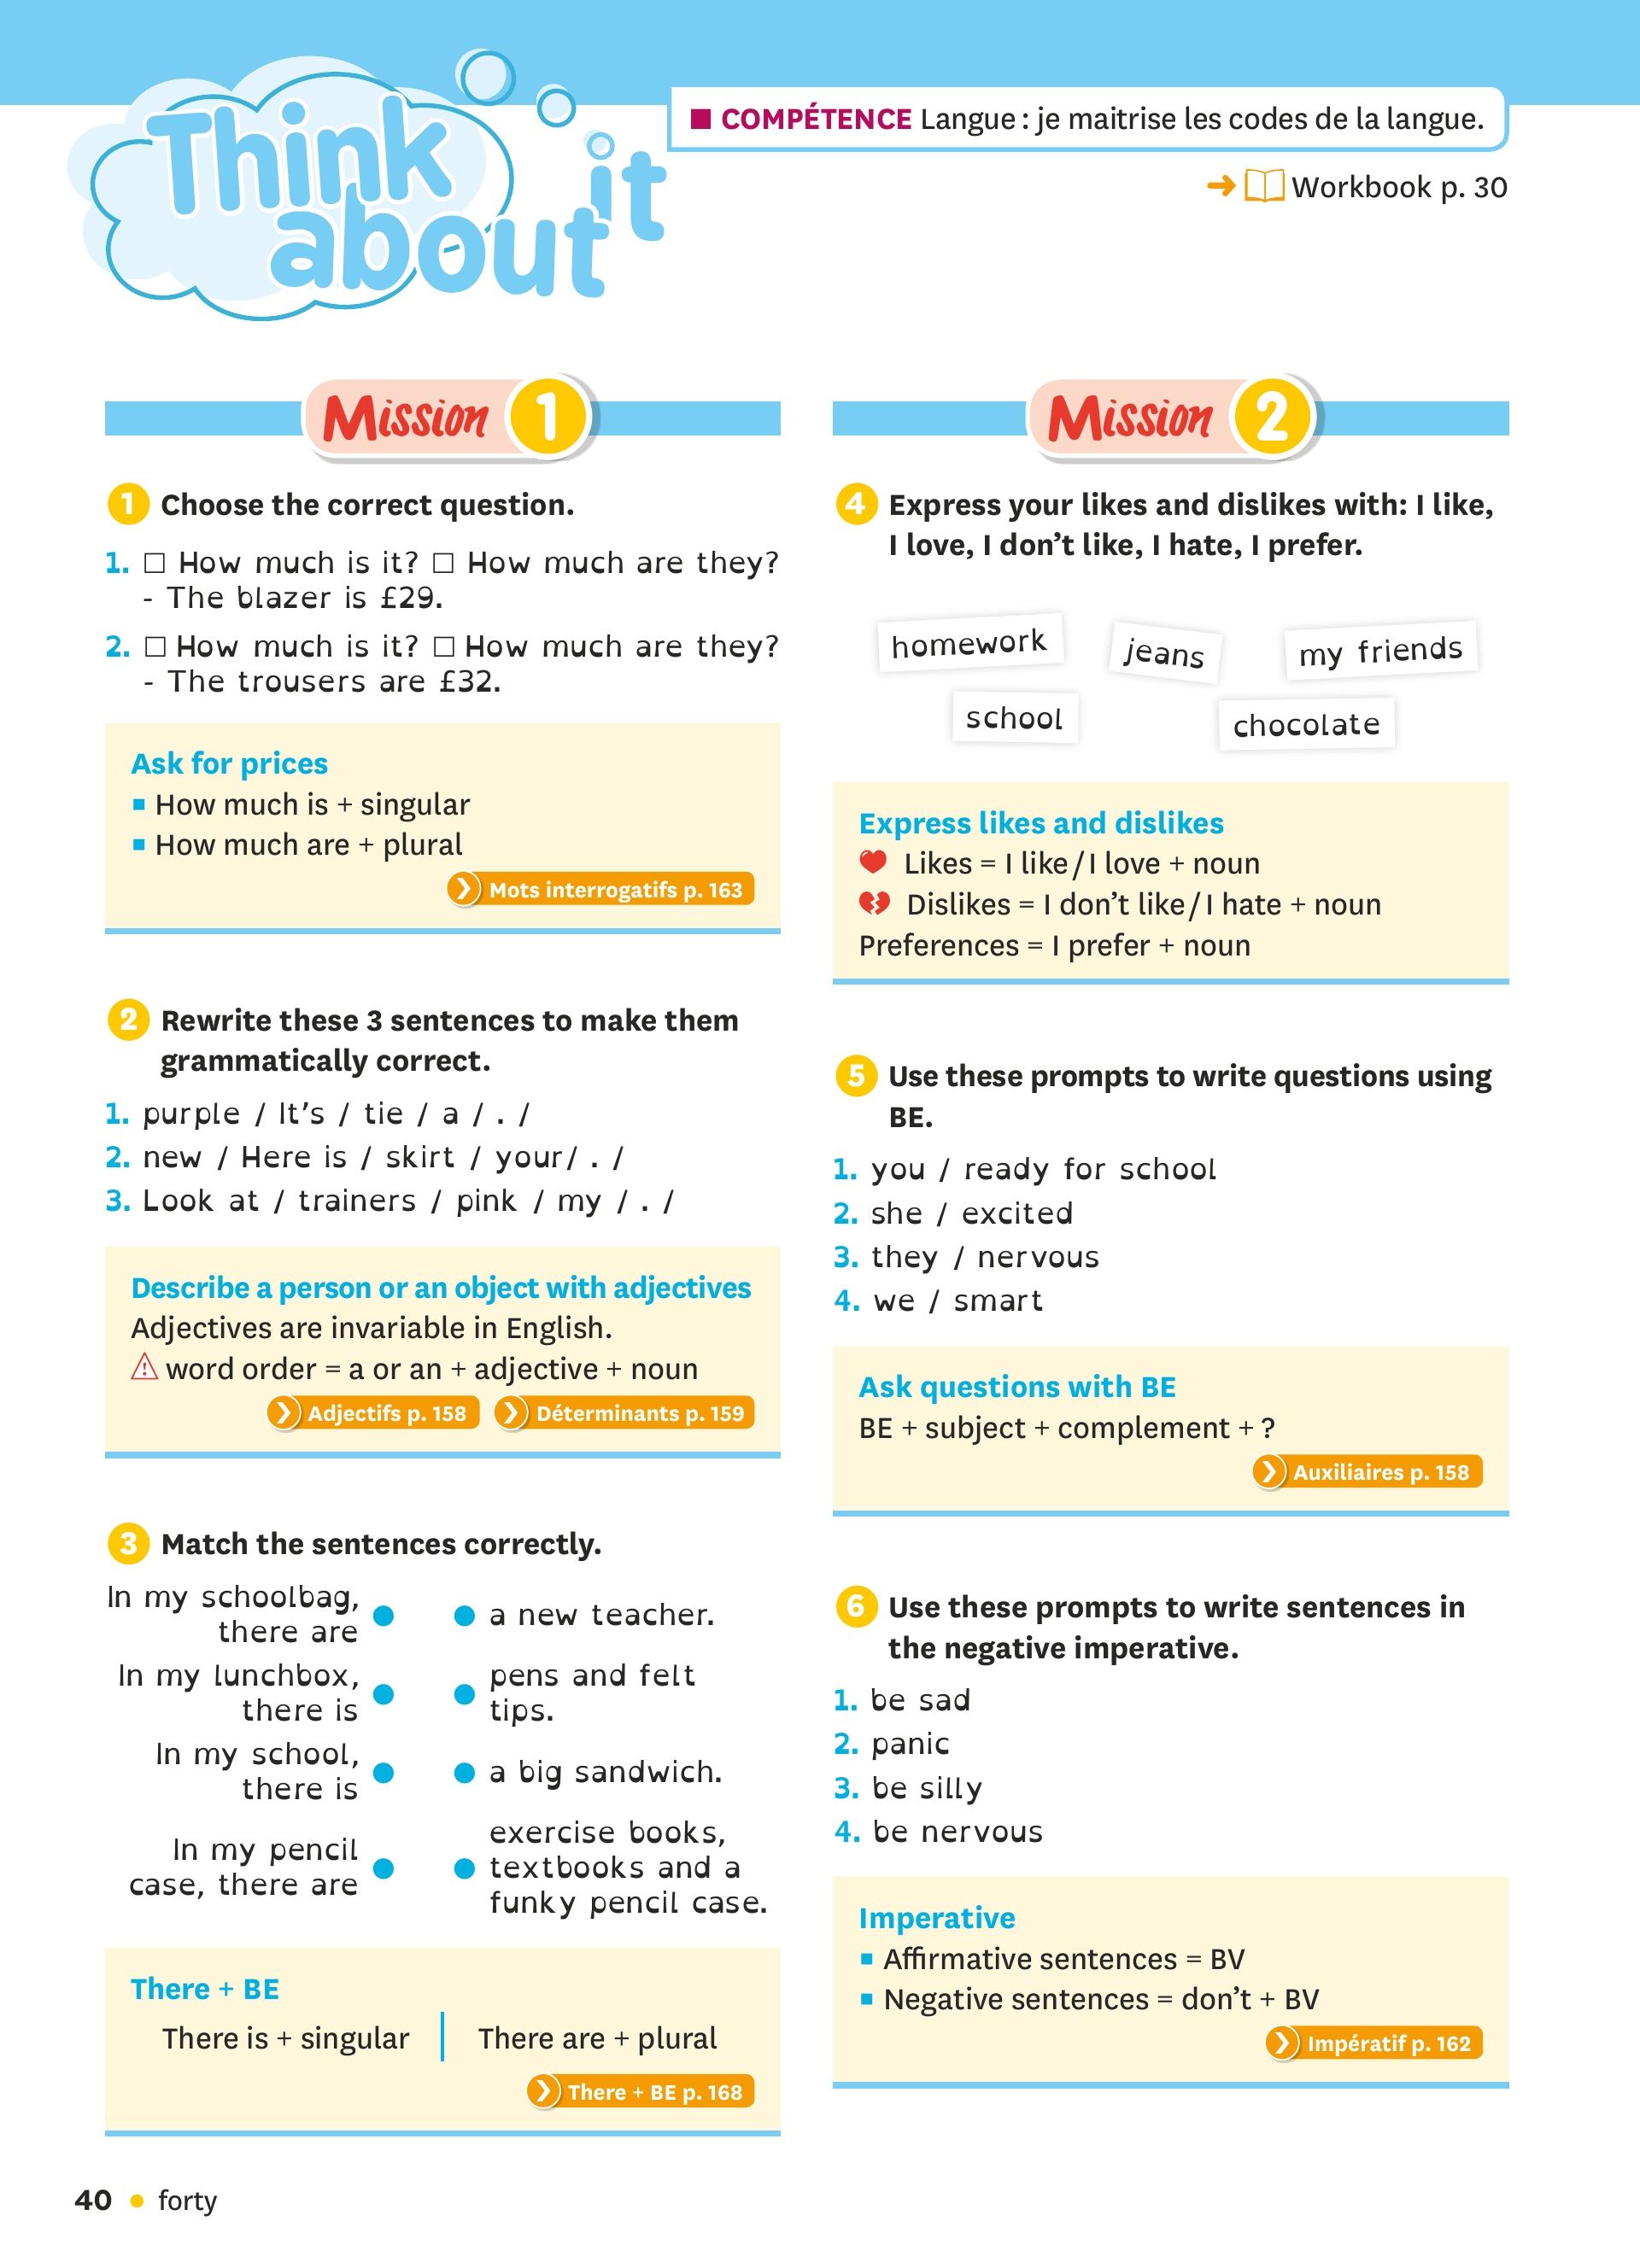 Think
about it
■ COMPÉTENCE Langue : je maitrise les codes de la langue.
➜ Workbook p. 30
Mission 1
1 Choose the correct question.
1. □ How much is it? □ How much are they?
- The blazer is £29.
2. □ How much is it? □ How much are they?
- The trousers are £32.
Ask for prices
▪ How much is + singular
▪ How much are + plural
Mots interrogatifs p. 163
2 Rewrite these 3 sentences to make them
grammatically correct.
1. purple / It's / tie / a / . /
2. new / Here is / skirt / your/ . /
3. Look at / trainers / pink / my / . /
Describe a person or an object with adjectives
Adjectives are invariable in English.
⚠ word order = a or an + adjective + noun
Adjectifs p. 158 Déterminants p. 159
3 Match the sentences correctly.
In my schoolbag,
there are
a new teacher.
In my lunchbox,
there is
pens and felt
tips.
In my school,
there is
a big sandwich.
In my pencil
case, there are
exercise books,
textbooks and a
funky pencil case.
There + BE
There is + singular There are + plural
There + BE p. 168
Mission 2
4 Express your likes and dislikes with: I like,
I love, I don't like, I hate, I prefer.
homework jeans my friends
school chocolate
Express likes and dislikes
Likes = I like / I love + noun
Dislikes = I don't like / I hate + noun
Preferences = I prefer + noun
5 Use these prompts to write questions using
BE.
1. you / ready for school
2. she / excited
3. they / nervous
4. we / smart
Ask questions with BE
BE + subject + complement + ?
Auxiliaires p. 158
6 Use these prompts to write sentences in
the negative imperative.
1. be sad
2. panic
3. be silly
4. be nervous
Imperative
▪ Affirmative sentences = BV
▪ Negative sentences = don't + BV
Impératif p. 162
40 • forty